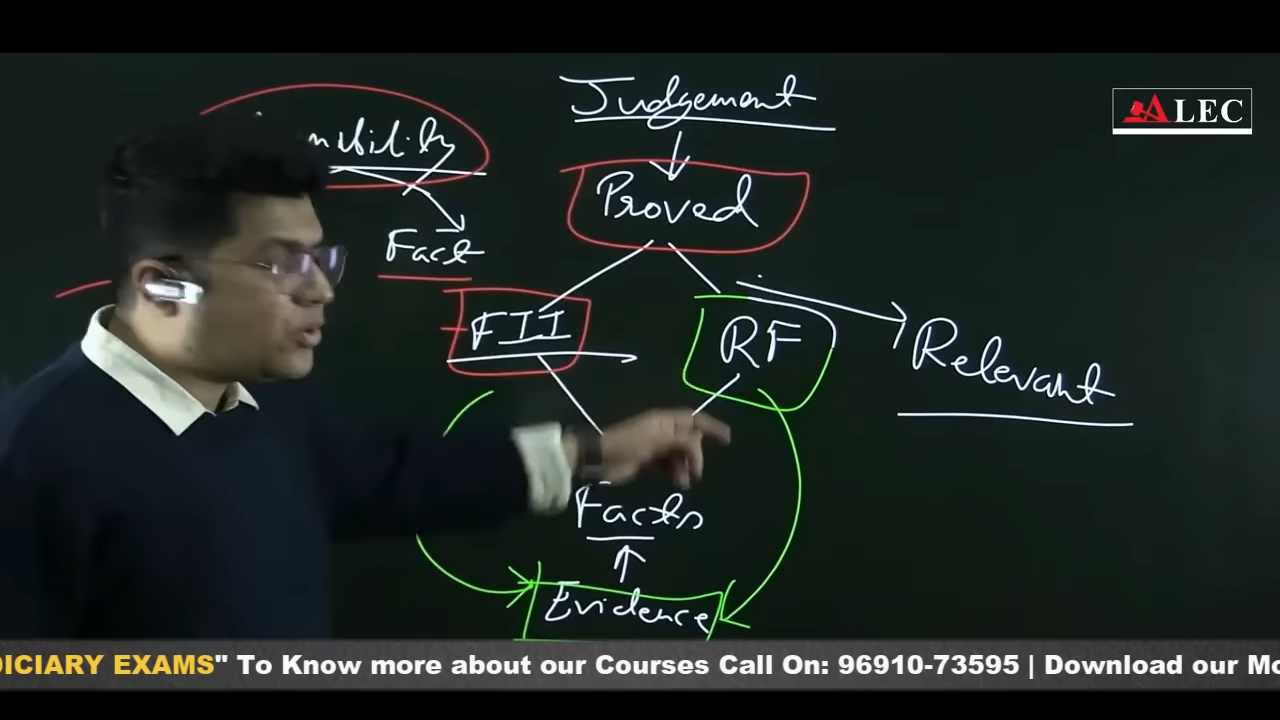 Judgement
ALEC
Proved
Fact
FII
RF
Relevant
Facts
Evidence
DICIARY EXAMS" To Know more about our Courses Call On: 96910-73595 | Download our Mo